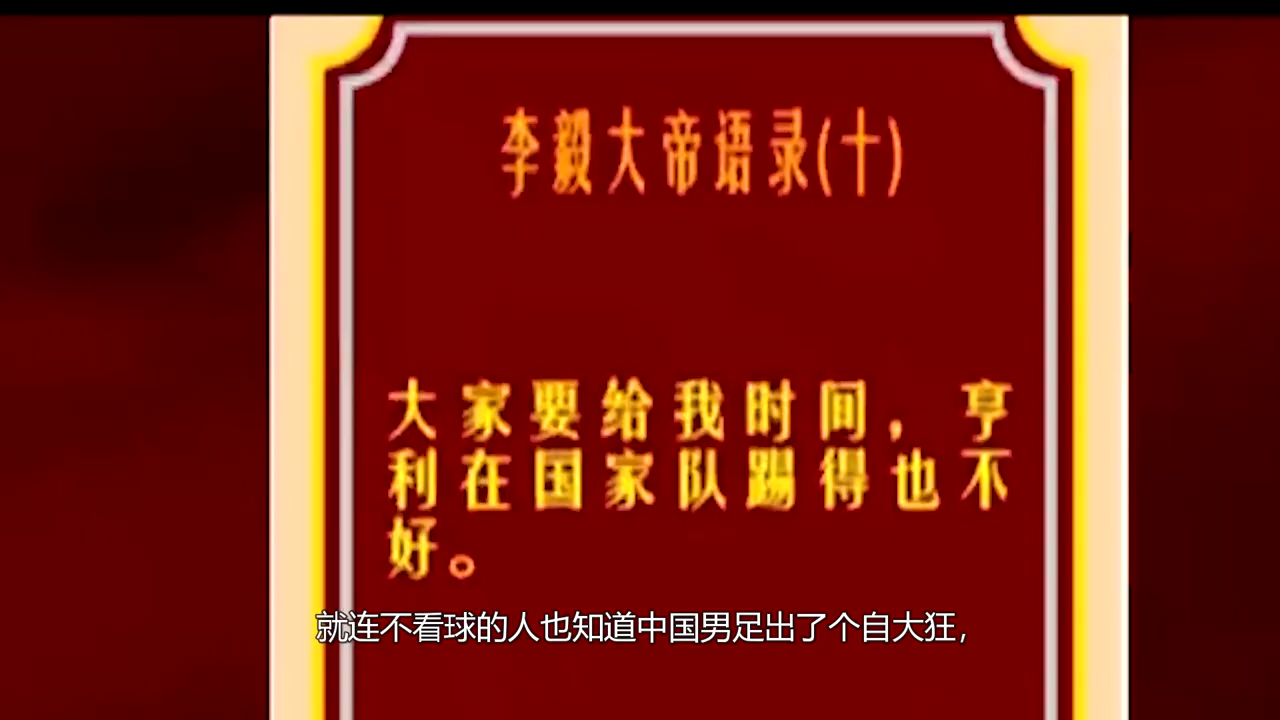 李毅大帝语录(十)
大家要给我时间，亨
利在国家队踢得也不
好。
就连不看球的人也知道中国男足出了个自大狂，